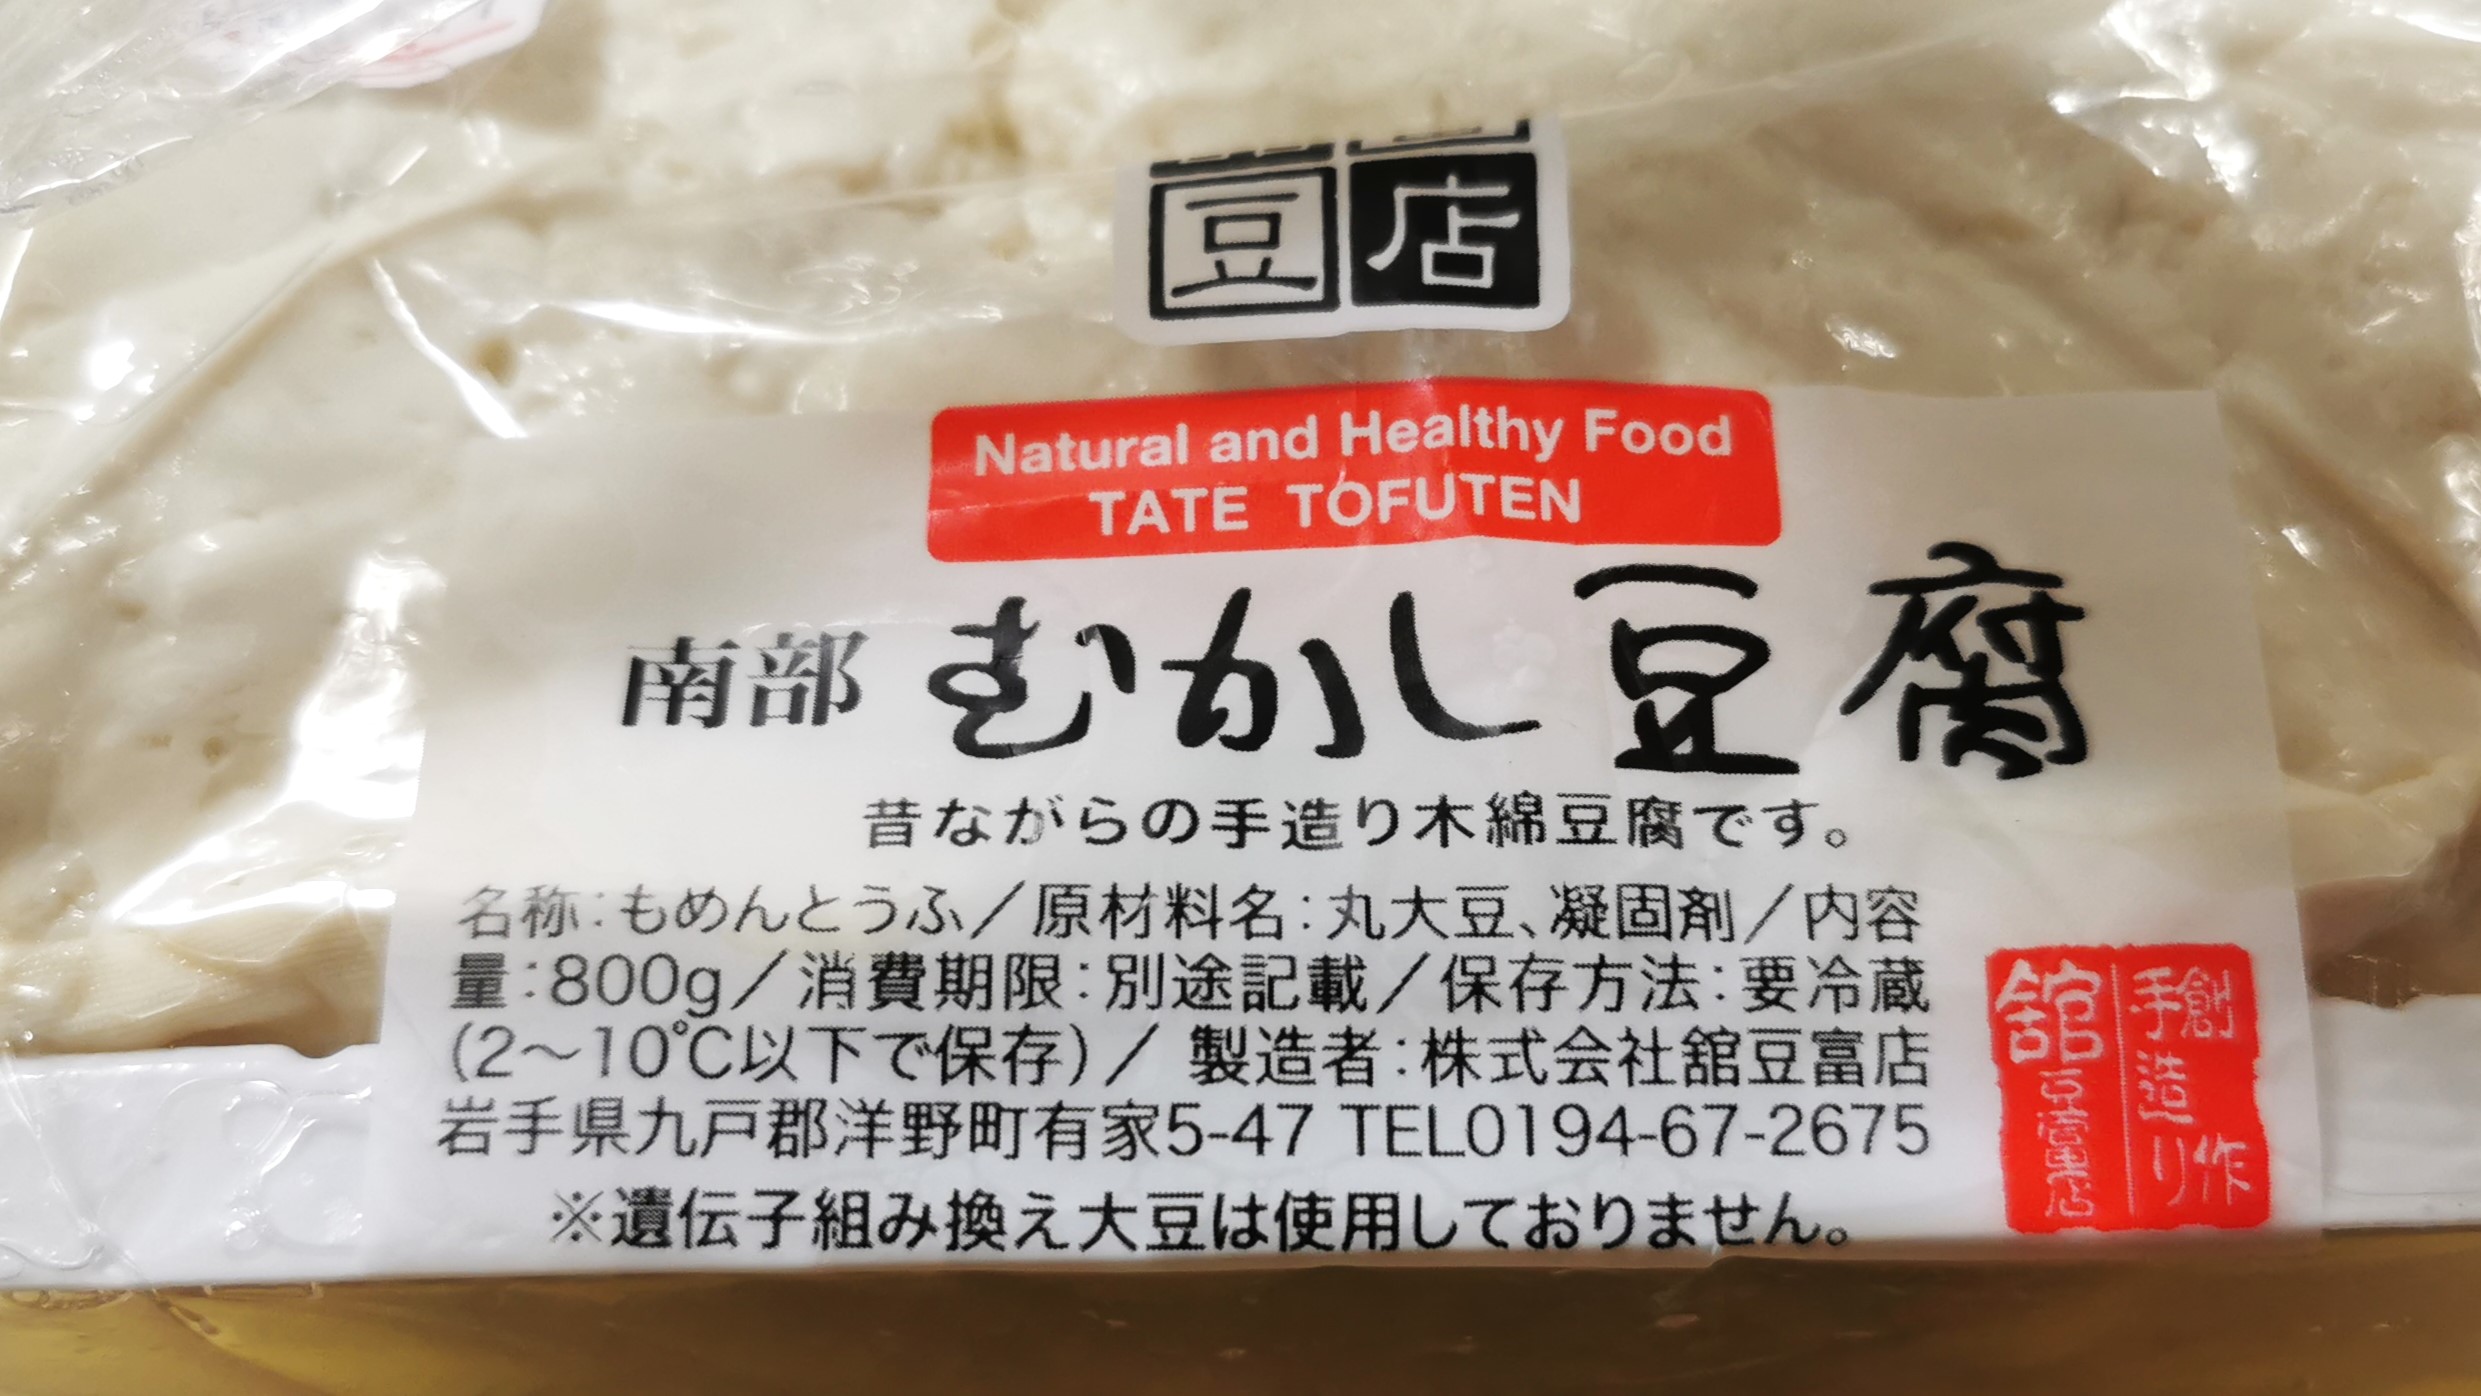 豆店
Natural and Healthy Food
TATE TOFUTEN
南部 むかし豆腐
昔ながらの手造り木綿豆腐です。
名称:もめんとうふ/原材料名:丸大豆、凝固剤/内容
量:800g/消費期限:別途記載/保存方法:要冷蔵
(2〜10℃以下で保存)/ 製造者:株式会社舘豆富店
岩手県九戸郡洋野町有家5-47 TEL0194-67-2675
※遺伝子組み換え大豆は使用しておりません。
創作
手造り
舘豆富店